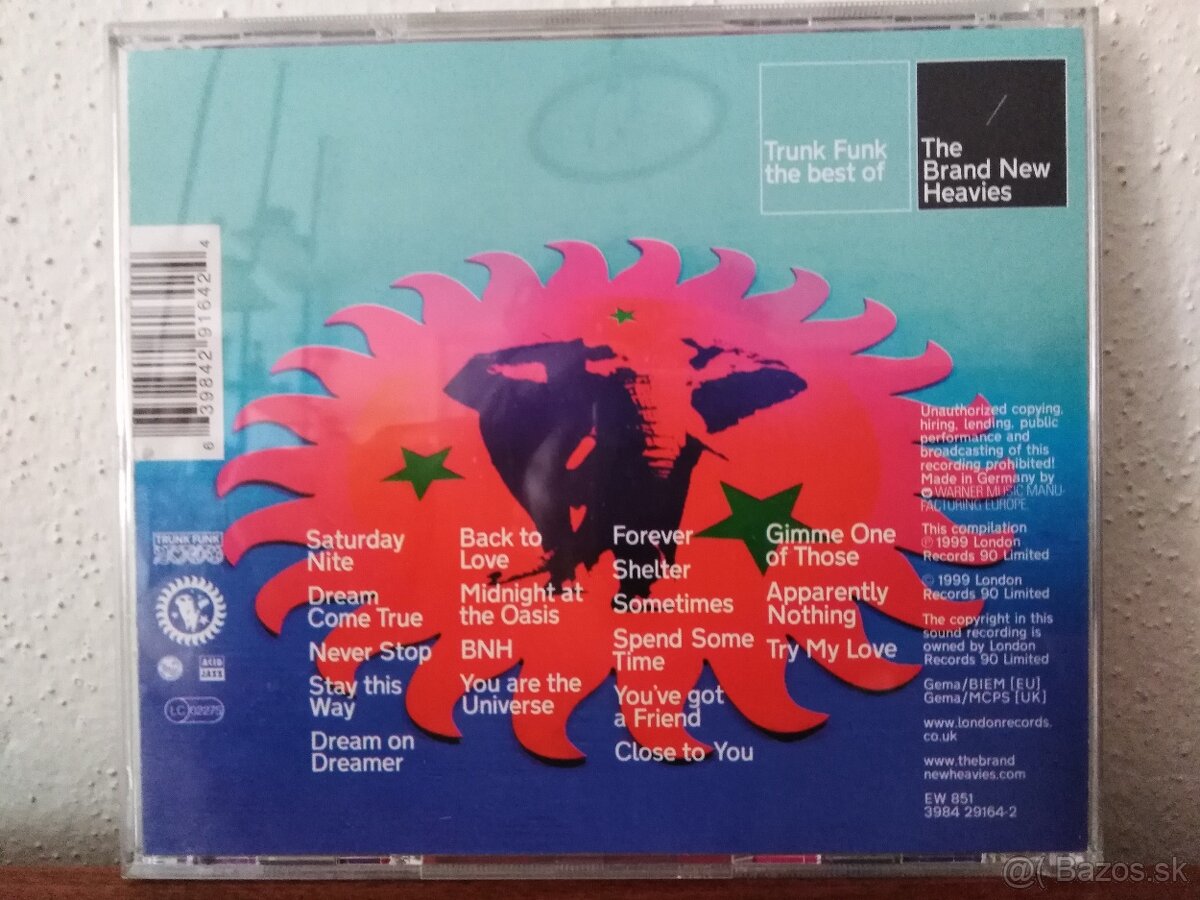 Trunk Funk
the best of
The
Brand New
Heavies
6 39842 91642 4
Saturday
Nite
Dream
Come True
Never Stop
Stay this
Way
Dream on
Dreamer
Back to
Love
Midnight at
the Oasis
BNH
You are the
Universe
Forever
Shelter
Sometimes
Spend Some
Time
You've got
a Friend
Close to You
Gimme One
of Those
Apparently
Nothing
Try My Love
Unauthorized copying,
hiring, lending, public
performance and
broadcasting of this
recording prohibited!
Made in Germany by
WARNER MUSIC MANU-
FACTURING EUROPE
This compilation
℗ 1999 London
Records 90 Limited
© 1999 London
Records 90 Limited
The copyright in this
sound recording is
owned by London
Records 90 Limited
Gema/BIEM [EU]
Gema/MCPS [UK]
www.londonrecords.
co.uk
www.thebrand
newheavies.com
EW 851
3984 29164-2
TRUNK FUNK
ACID
JAZZ
LC 02275
@( Bazos.sk